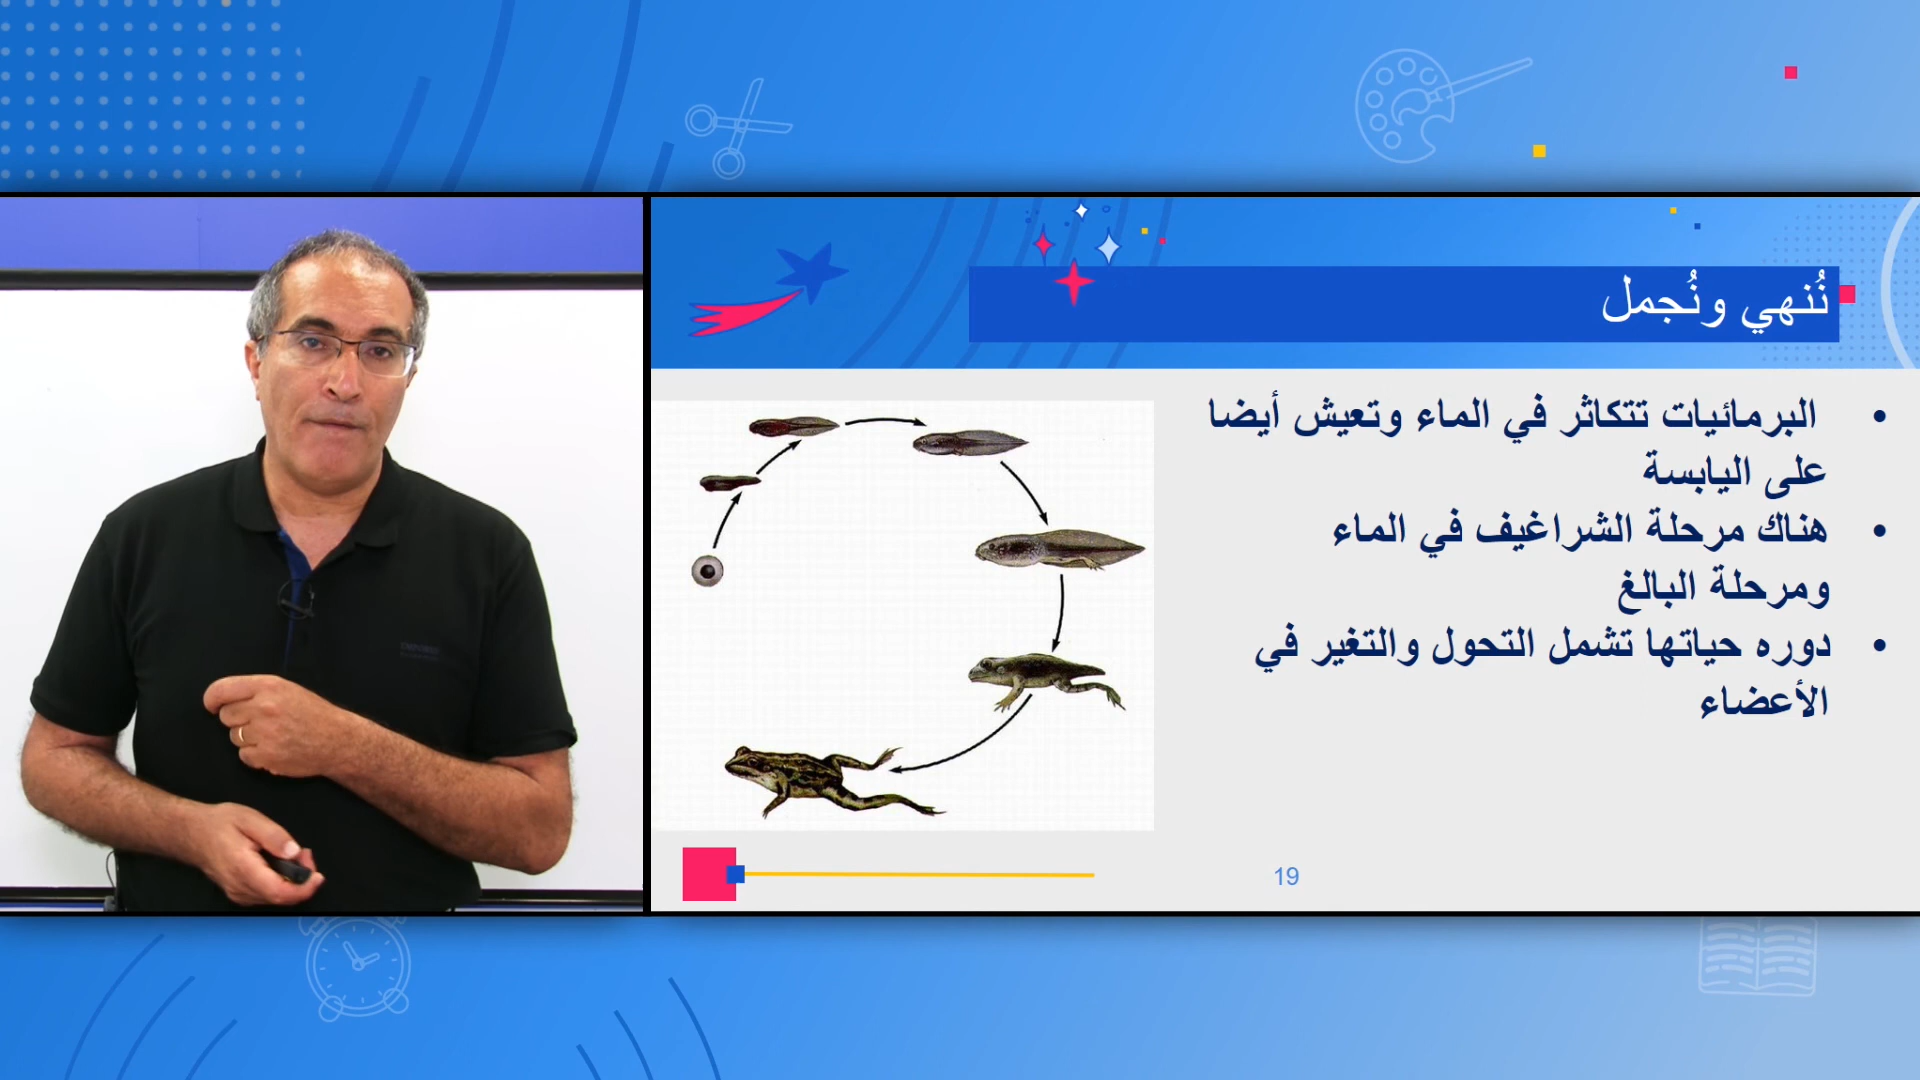 نُنهي ونُجمل
• البرمائيات تتكاثر في الماء وتعيش أيضا
على اليابسة
• هناك مرحلة الشراغيف في الماء
ومرحلة البالغ
• دوره حياتها تشمل التحول والتغير في
الأعضاء
19